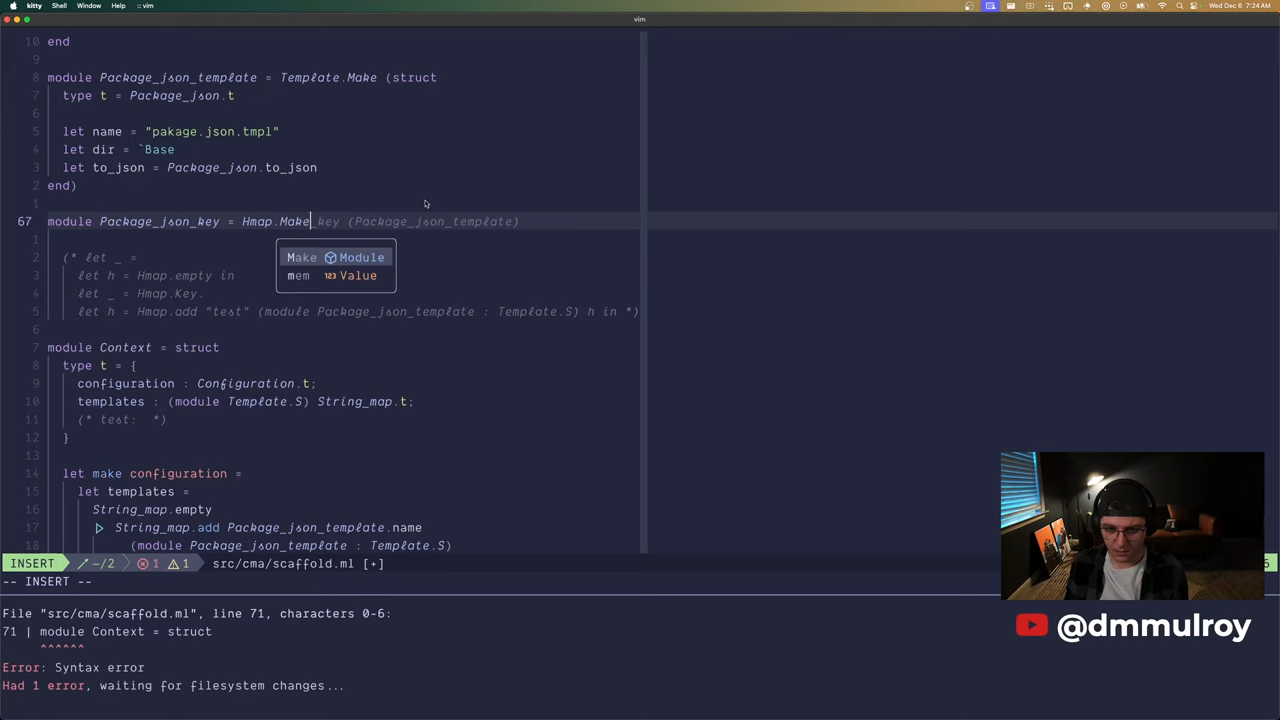 kitty Shell Window Help :: vim
Wed Dec 6 7:24 AM
vim
10 end
9
8 module Package_json_template = Template.Make (struct
7 type t = Package_json.t
6
5 let name = "pakage.json.tmpl"
4 let dir = `Base
3 let to_json = Package_json.to_json
2 end)
1
67 module Package_json_key = Hmap.Make_key (Package_json_template)
1
Make Module
mem Value
2 (* let _ =
3 let h = Hmap.empty in
4 let _ = Hmap.Key.
5 let h = Hmap.add "test" (module Package_json_template : Template.S) h in *)
6
7 module Context = struct
8 type t = {
9 configuration : Configuration.t;
10 templates : (module Template.S) String_map.t;
11 (* test: *)
12 }
13
14 let make configuration =
15 let templates =
16 String_map.empty
17 ▷ String_map.add Package_json_template.name
18 (module Package_json_template : Template.S)
INSERT -/2 1 1 src/cma/scaffold.ml [+] 6
-- INSERT --
File "src/cma/scaffold.ml", line 71, characters 0-6:
71 | module Context = struct
^^^^^^
Error: Syntax error
Had 1 error, waiting for filesystem changes...
@dmmulroy